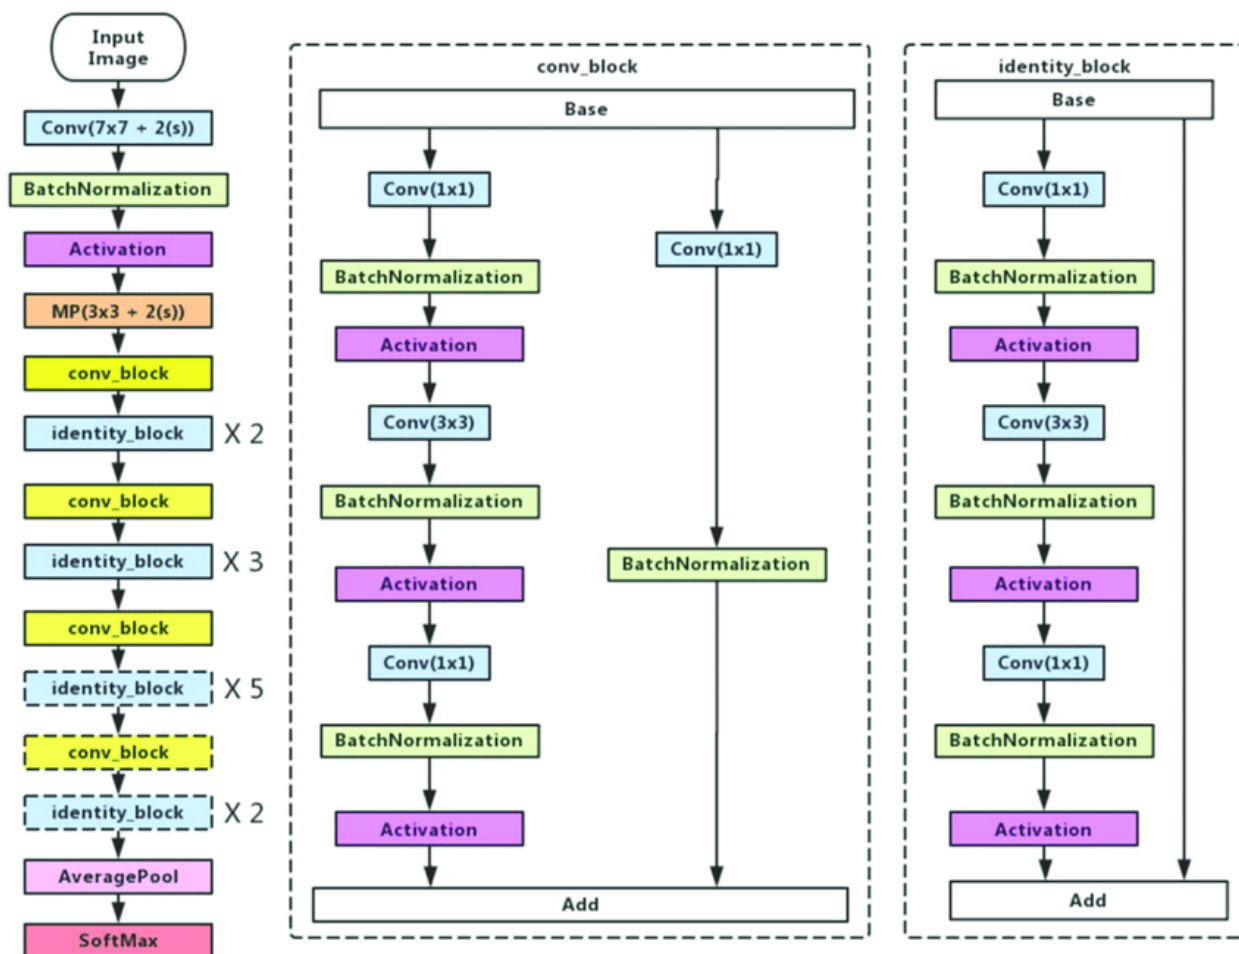 Input
Image
Conv(7x7 + 2(s))
BatchNormalization
Activation
MP(3x3 + 2(s))
conv_block
identity_block X 2
conv_block
identity_block X 3
conv_block
identity_block X 5
conv_block
identity_block X 2
AveragePool
SoftMax
conv_block
Base
Conv(1x1)
BatchNormalization
Activation
Conv(3x3)
BatchNormalization
Activation
Conv(1x1)
BatchNormalization
Activation
Conv(1x1)
BatchNormalization
Add
identity_block
Base
Conv(1x1)
BatchNormalization
Activation
Conv(3x3)
BatchNormalization
Activation
Conv(1x1)
BatchNormalization
Activation
Add